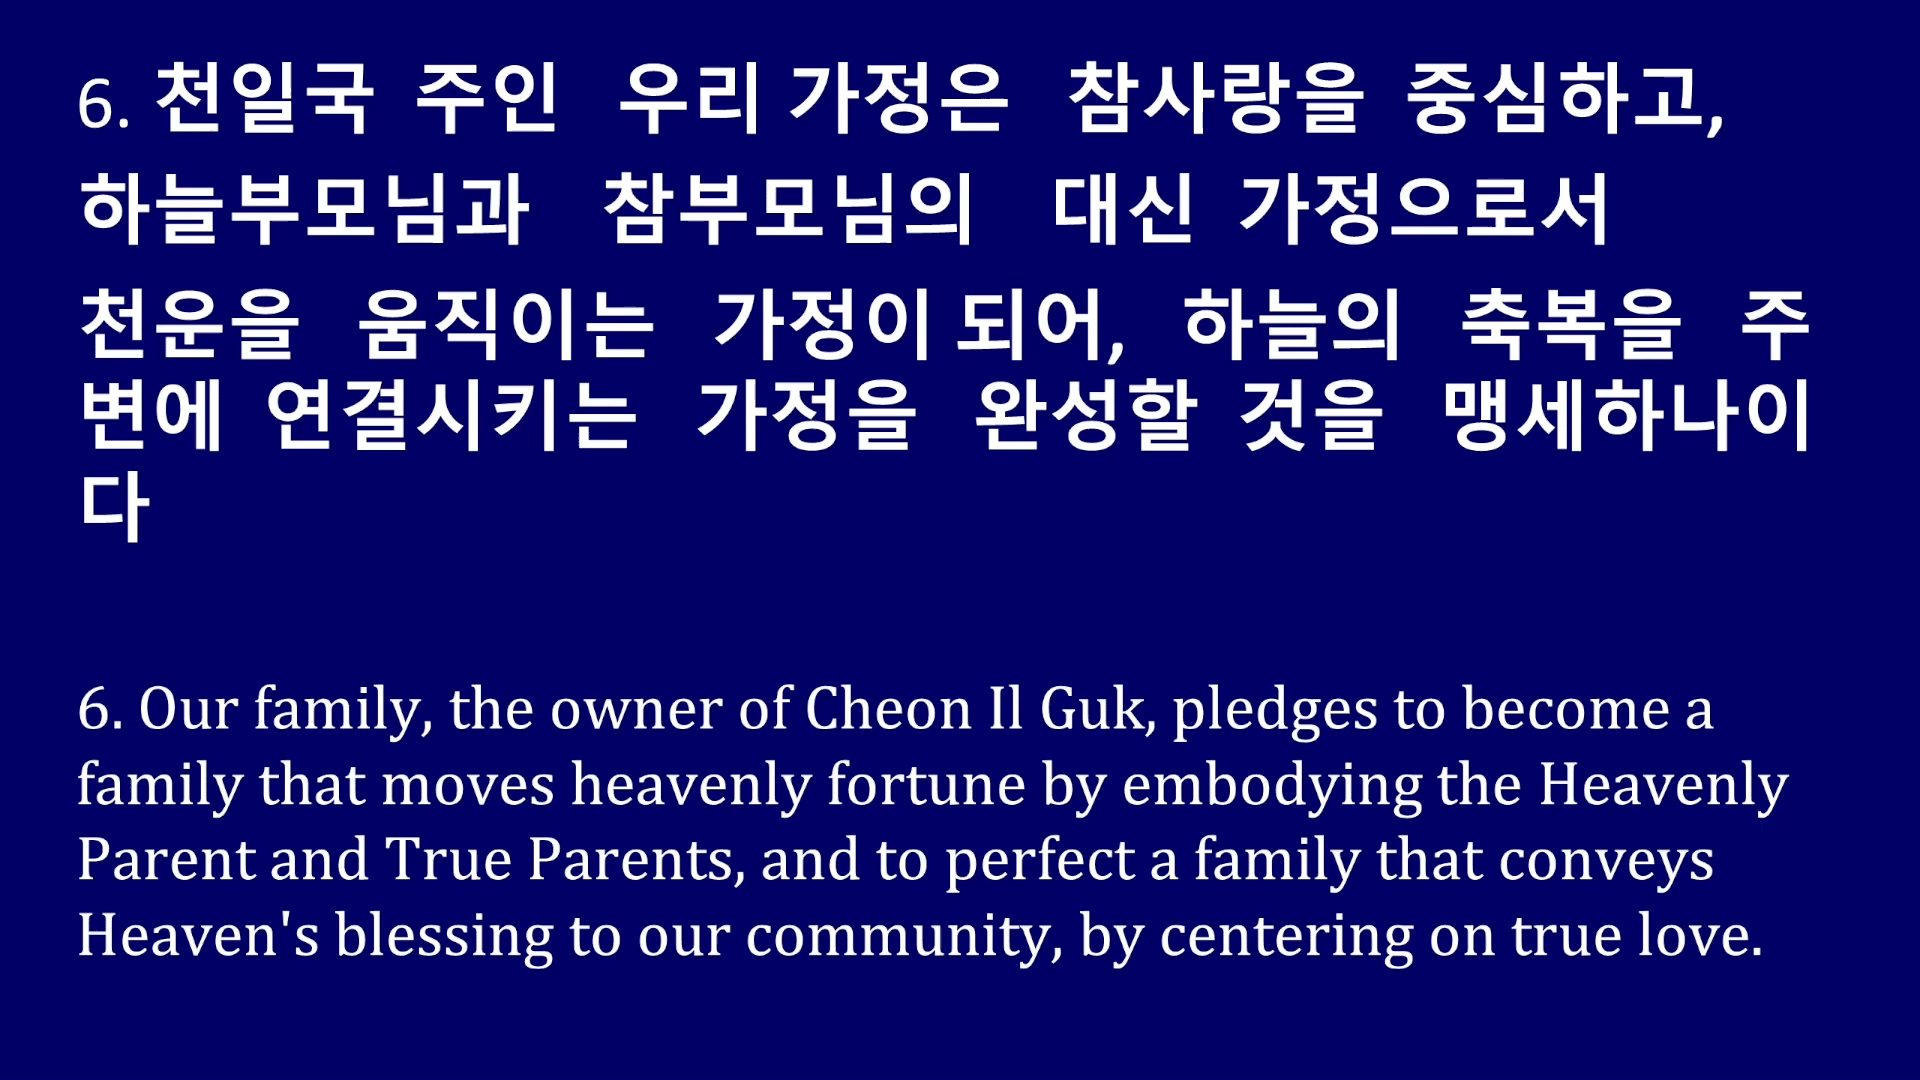 6. 천일국 주인 우리 가정은 참사랑을 중심하고,
하늘부모님과 참부모님의 대신 가정으로서
천운을 움직이는 가정이 되어, 하늘의 축복을 주
변에 연결시키는 가정을 완성할 것을 맹세하나이
다
6. Our family, the owner of Cheon Il Guk, pledges to become a
family that moves heavenly fortune by embodying the Heavenly
Parent and True Parents, and to perfect a family that conveys
Heaven's blessing to our community, by centering on true love.